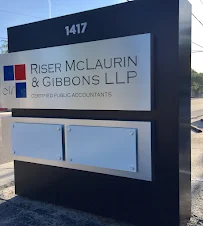 1417
RISER MCLAURIN
& GIBBONS LLP
CERTIFIED PUBLIC ACCOUNTANTS